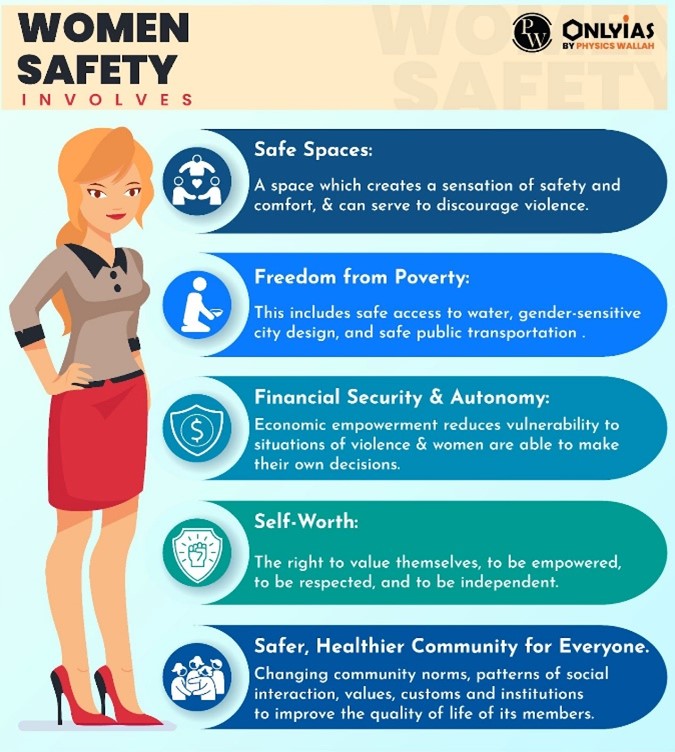 WOMEN
SAFETY
INVOLVES
WOMEN
SAFETY
PW
ONLYIAS
BY PHYSICS WALLAH
Safe Spaces:
A space which creates a sensation of safety and
comfort, & can serve to discourage violence.
Freedom from Poverty:
This includes safe access to water, gender-sensitive
city design, and safe public transportation .
Financial Security & Autonomy:
Economic empowerment reduces vulnerability to
situations of violence & women are able to make
their own decisions.
$
Self-Worth:
The right to value themselves, to be empowered,
to be respected, and to be independent.
Safer, Healthier Community for Everyone.
Changing community norms, patterns of social
interaction, values, customs and institutions
to improve the quality of life of its members.